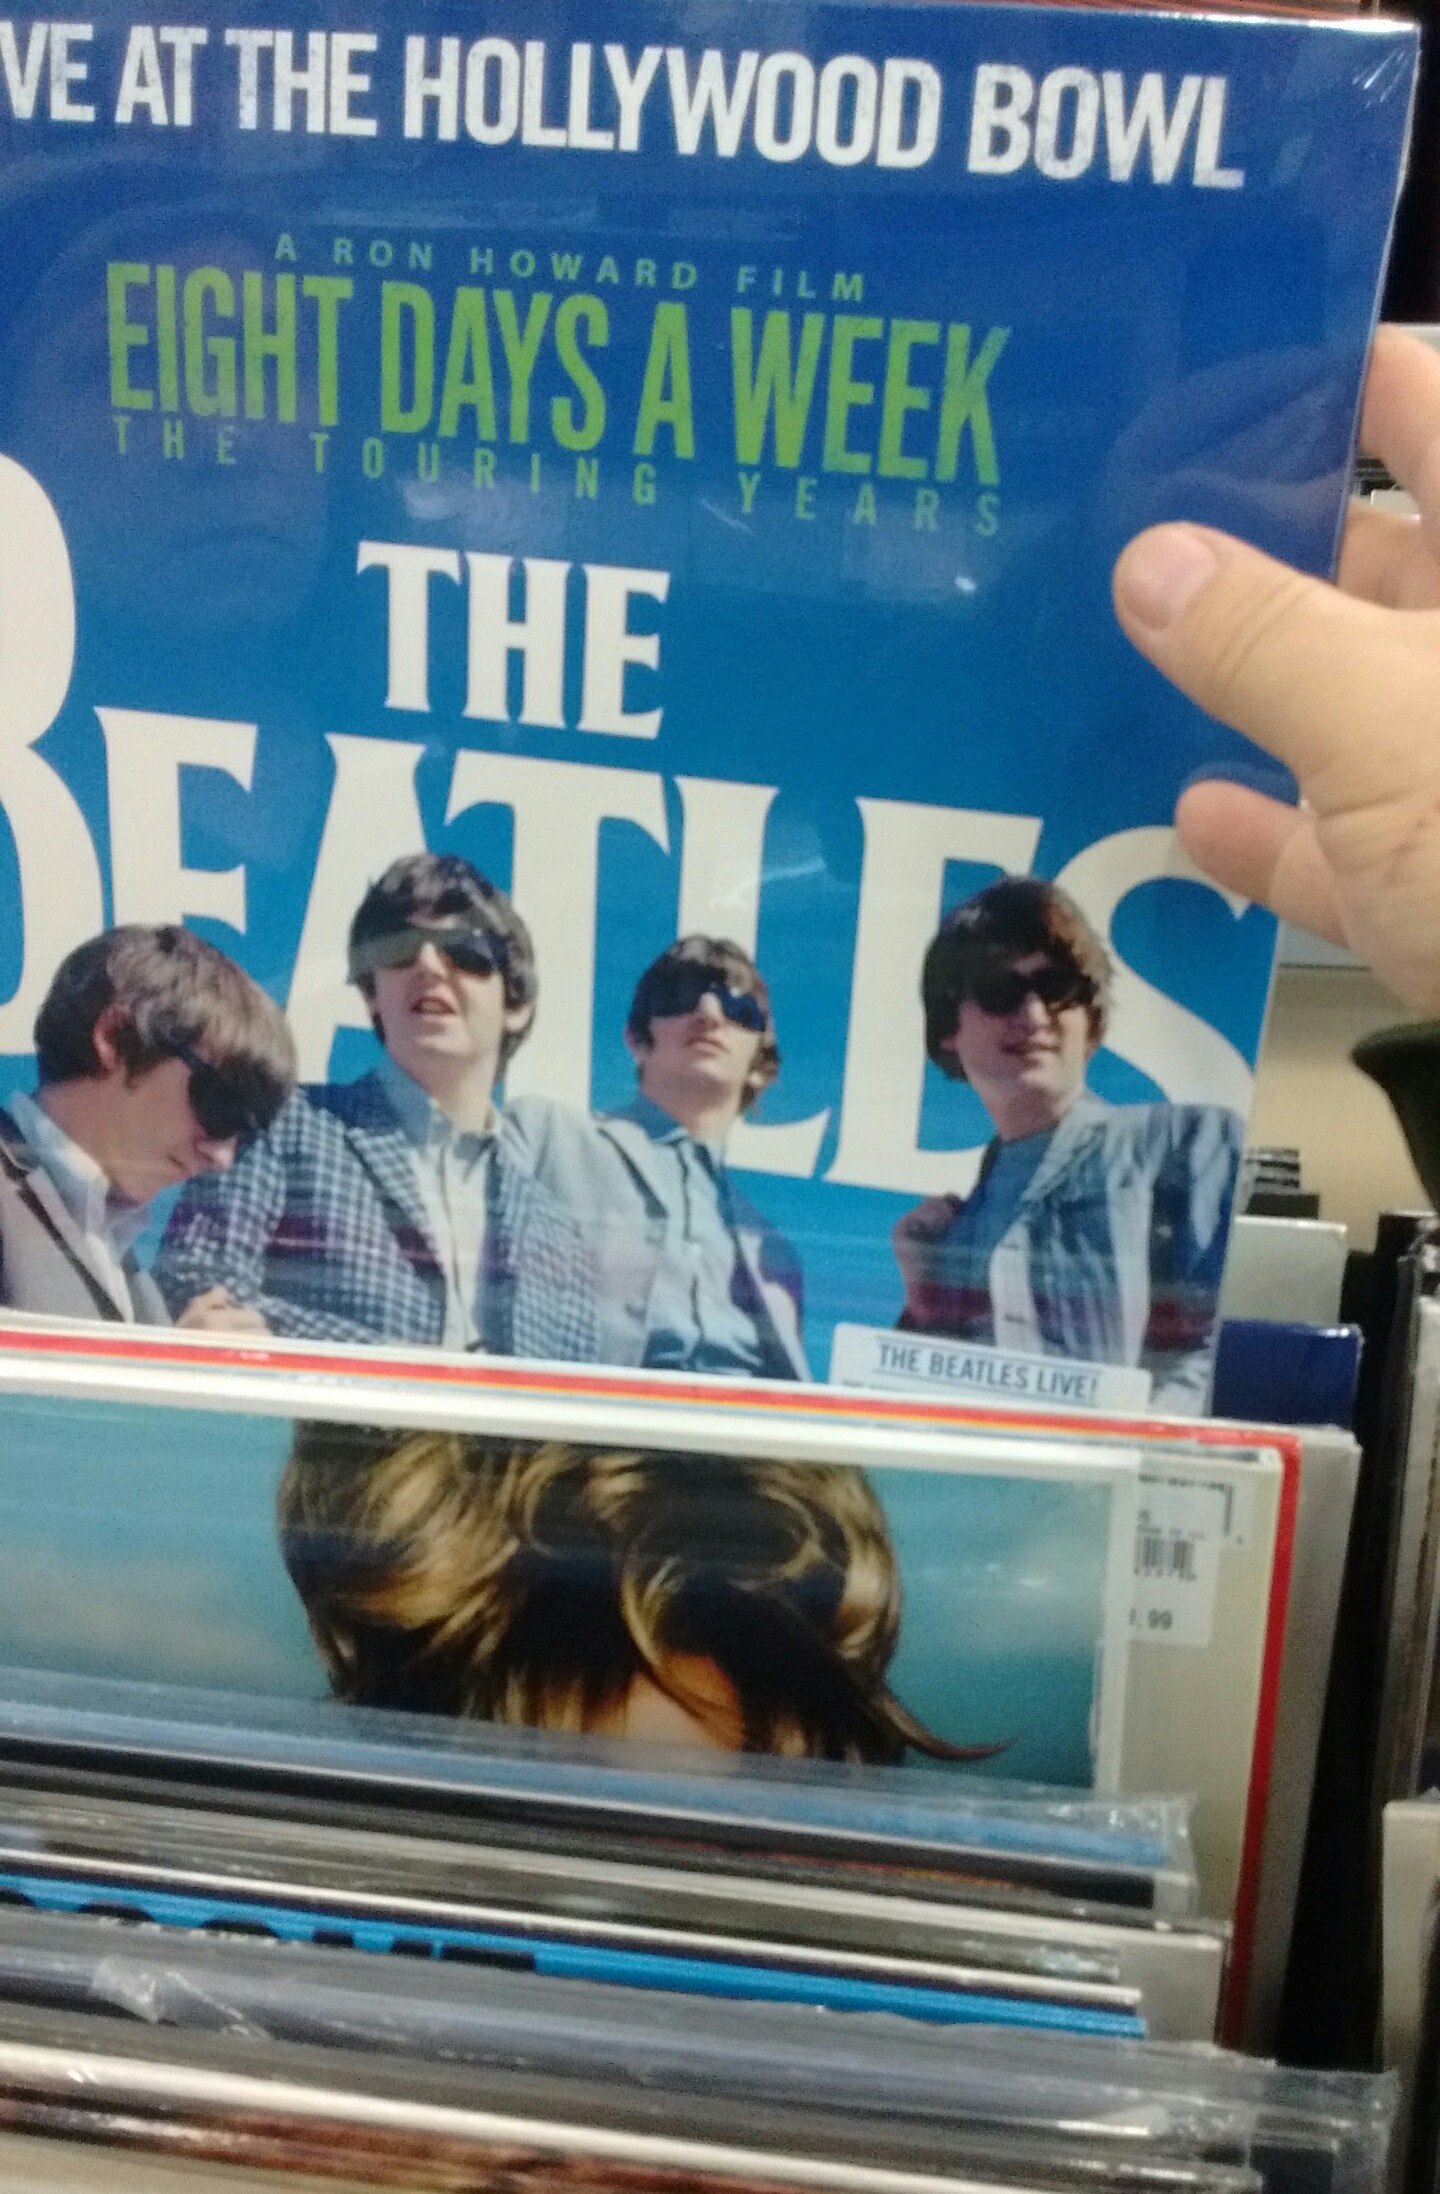 VE AT THE HOLLYWOOD BOWL
A RON HOWARD FILM
EIGHT DAYS A WEEK
THE TOURING YEARS
THE
BEATLES
THE BEATLES LIVE!
.99